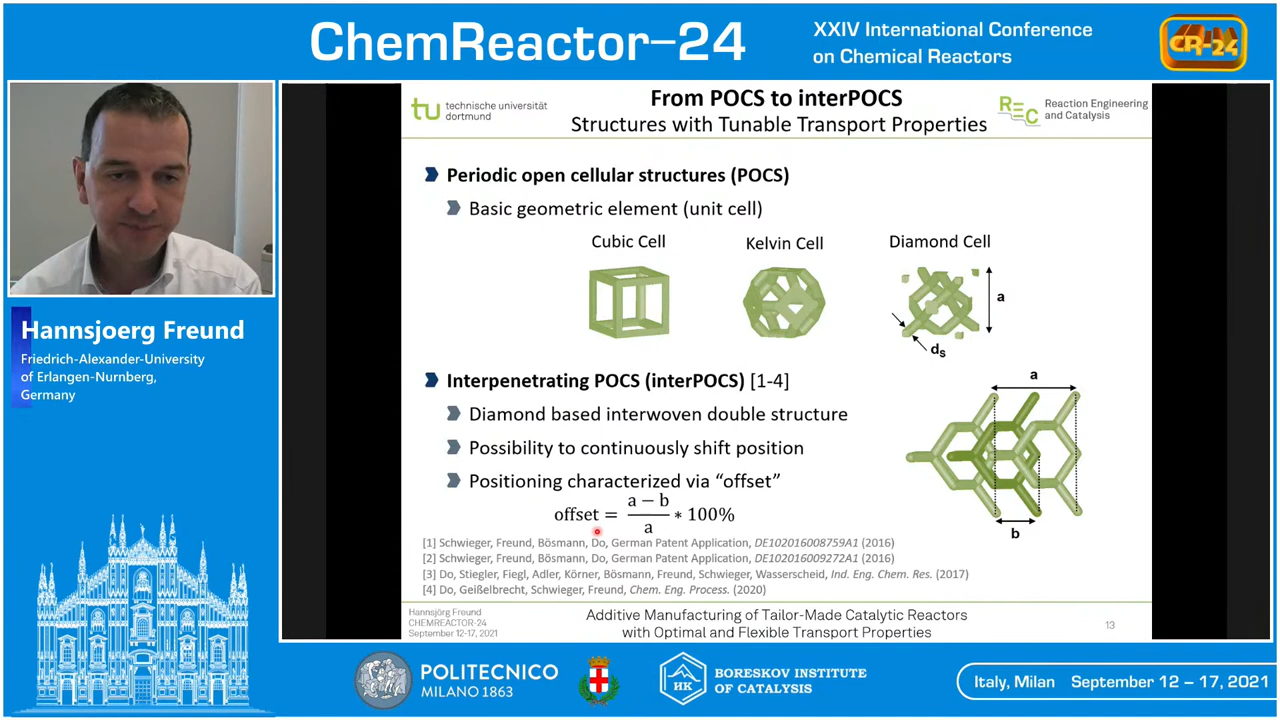 ChemReactor-24
XXIV International Conference
on Chemical Reactors
CR-24
Hannsjoerg Freund
Friedrich-Alexander-University
of Erlangen-Nurnberg,
Germany
tu technische universität
dortmund
From POCS to interPOCS
Structures with Tunable Transport Properties
REC Reaction Engineering
and Catalysis
Periodic open cellular structures (POCS)
Basic geometric element (unit cell)
Cubic Cell
Kelvin Cell
Diamond Cell
a
ds
Interpenetrating POCS (interPOCS) [1-4]
Diamond based interwoven double structure
Possibility to continuously shift position
Positioning characterized via “offset”
offset = (a − b)/a ∗ 100%
a
b
[1] Schwieger, Freund, Bösmann, Do, German Patent Application, DE102016008759A1 (2016)
[2] Schwieger, Freund, Bösmann, Do, German Patent Application, DE102016009272A1 (2016)
[3] Do, Stiegler, Fiegl, Adler, Körner, Bösmann, Freund, Schwieger, Wasserscheid, Ind. Eng. Chem. Res. (2017)
[4] Do, Geißelbrecht, Schwieger, Freund, Chem. Eng. Process. (2020)
Hannsjörg Freund
CHEMREACTOR-24
September 12-17, 2021
Additive Manufacturing of Tailor-Made Catalytic Reactors
with Optimal and Flexible Transport Properties
13
POLITECNICO
MILANO 1863
НК
BORESKOV INSTITUTE
OF CATALYSIS
Italy, Milan September 12 – 17, 2021